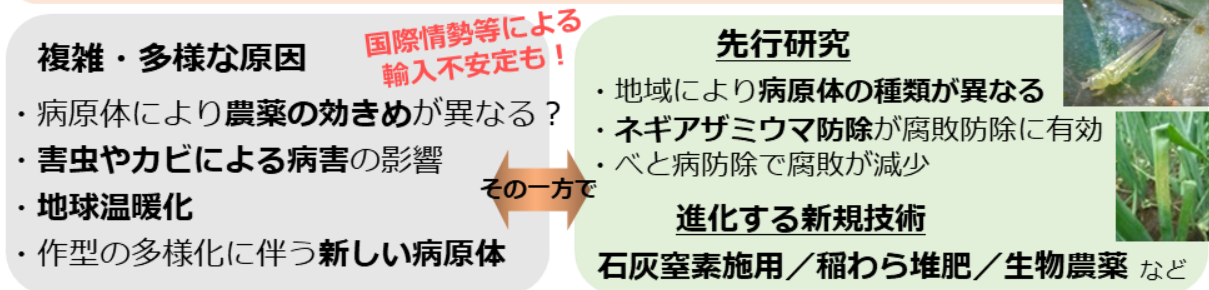 複雑・多様な原因
国際情勢等による
輸入不安定も！
・病原体により農薬の効きめが異なる？
・害虫やカビによる病害の影響
・地球温暖化
・作型の多様化に伴う新しい病原体
その一方で
先行研究
・地域により病原体の種類が異なる
・ネギアザミウマ防除が腐敗防除に有効
・べと病防除で腐敗が減少
進化する新規技術
石灰窒素施用／稲わら堆肥／生物農薬 など